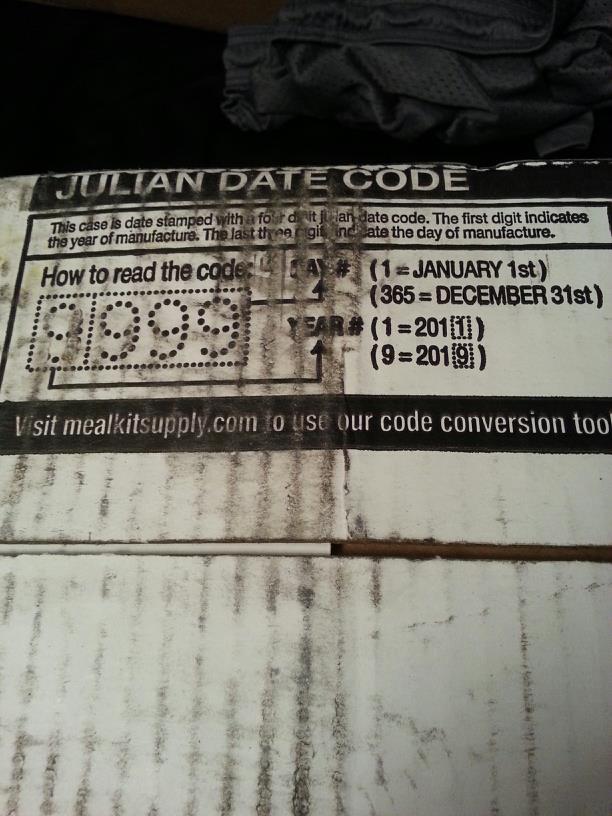 JULIAN DATE CODE
This case is date stamped with a four digit julian date code. The first digit indicates
the year of manufacture. The last three digits indicate the day of manufacture.
How to read the code:
DAY # (1 = JANUARY 1st)
(365 = DECEMBER 31st)
9999
YEAR # (1 = 2011)
(9 = 2019)
Visit mealkitsupply.com to use our code conversion tool